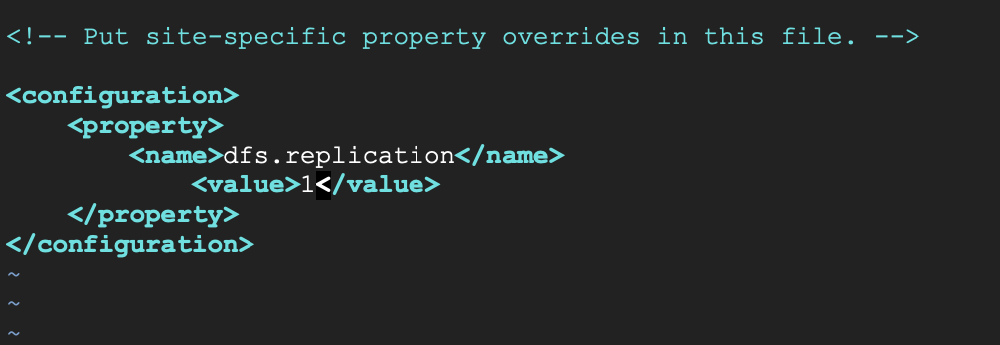 <!-- Put site-specific property overrides in this file. -->
<configuration>
<property>
<name>dfs.replication</name>
<value>1</value>
</property>
</configuration>
~
~
~